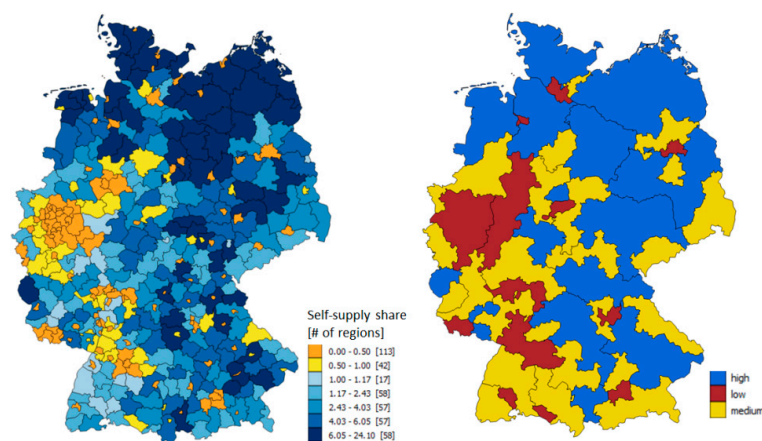 Self-supply share
[# of regions]
0.00 - 0.50 [113]
0.50 - 1.00 [42]
1.00 - 1.17 [17]
1.17 - 2.43 [58]
2.43 - 4.03 [57]
4.03 - 6.05 [57]
6.05 - 24.10 [58]
high
low
medium